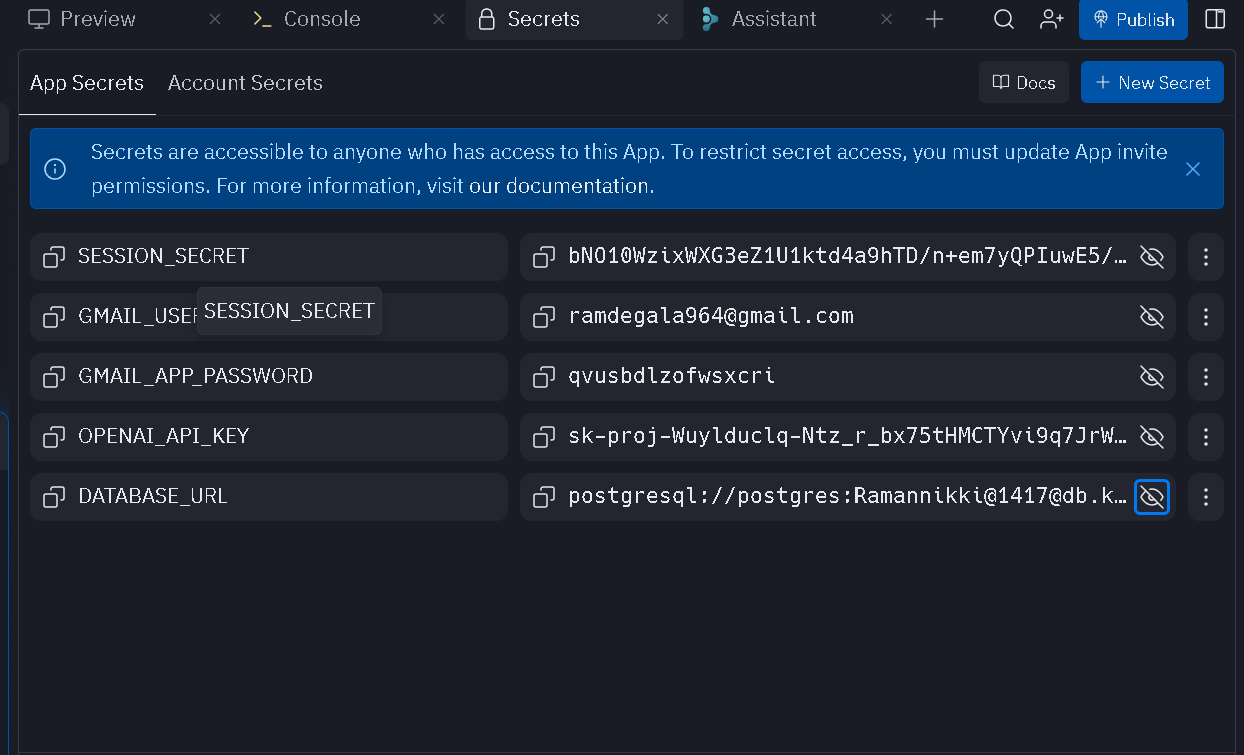 Preview
Console
Secrets
Assistant
Publish
App Secrets
Account Secrets
Docs
New Secret
Secrets are accessible to anyone who has access to this App. To restrict secret access, you must update App invite
permissions. For more information, visit our documentation.
SESSION_SECRET
bNO10WzixWXG3eZ1U1ktd4a9hTD/n+em7yQPIuwE5/…
GMAIL_USER
SESSION_SECRET
ramdegala964@gmail.com
GMAIL_APP_PASSWORD
qvusbdlzofwsxcri
OPENAI_API_KEY
sk-proj-Wuylduclq-Ntz_r_bx75tHMCTYvi9q7JrW…
DATABASE_URL
postgresql://postgres:Ramannikki@1417@db.k…